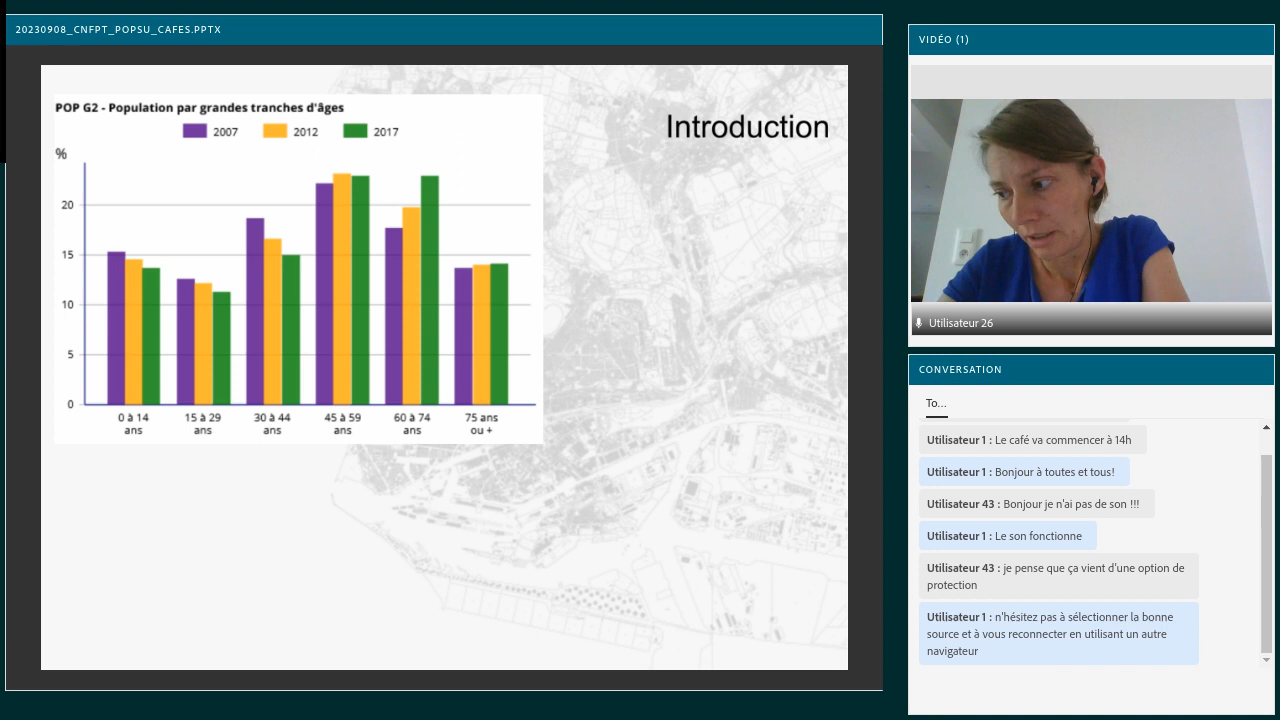 20230908_CNFPT_POPSU_CAFES.PPTX
POP G2 - Population par grandes tranches d'âges
2007 2012 2017
%
20
15
10
5
0
0 à 14 15 à 29 30 à 44 45 à 59 60 à 74 75 ans
ans ans ans ans ans ou +
Introduction
VIDÉO (1)
Utilisateur 26
CONVERSATION
To...
Utilisateur 1 : Le café va commencer à 14h
Utilisateur 1 : Bonjour à toutes et tous!
Utilisateur 43 : Bonjour je n'ai pas de son !!!
Utilisateur 1 : Le son fonctionne
Utilisateur 43 : je pense que ça vient d'une option de
protection
Utilisateur 1 : n'hésitez pas à sélectionner la bonne
source et à vous reconnecter en utilisant un autre
navigateur